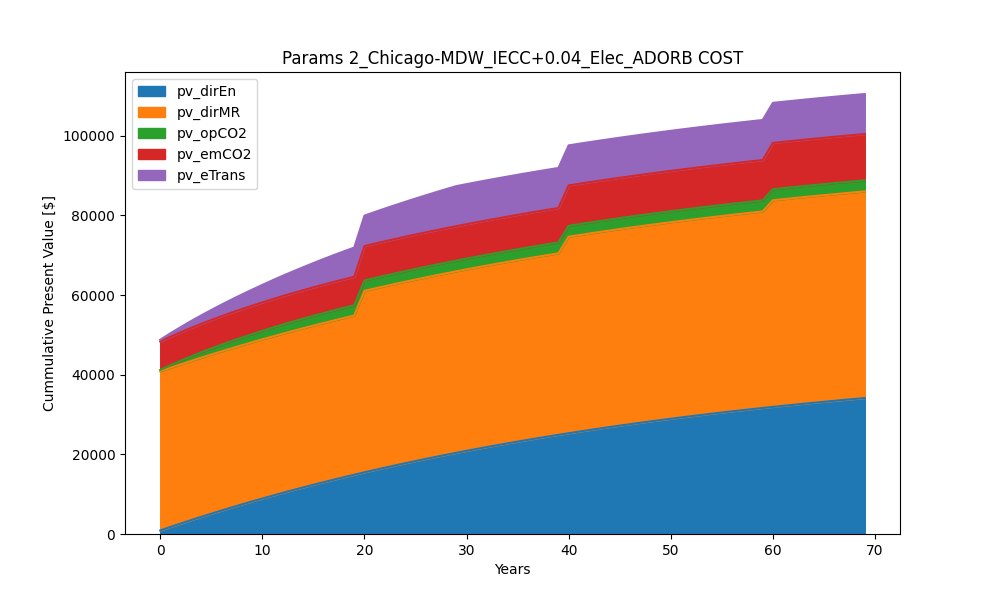 Params 2_Chicago-MDW_IECC+0.04_Elec_ADORB COST
pv_dirEn
pv_dirMR
pv_opCO2
pv_emCO2
pv_eTrans
Cummulative Present Value [$]
100000
80000
60000
40000
20000
0
0 10 20 30 40 50 60 70
Years